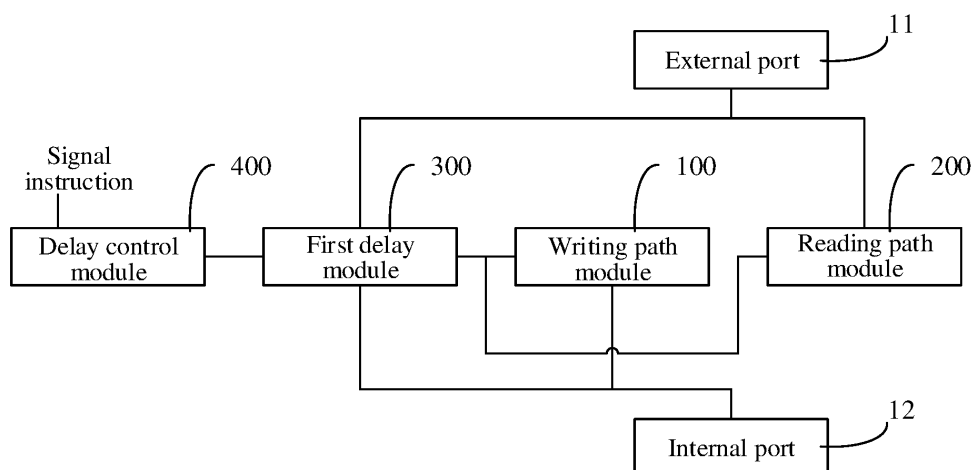 11
External port
Signal
instruction
400
300
100
200
Delay control
module
First delay
module
Writing path
module
Reading path
module
12
Internal port